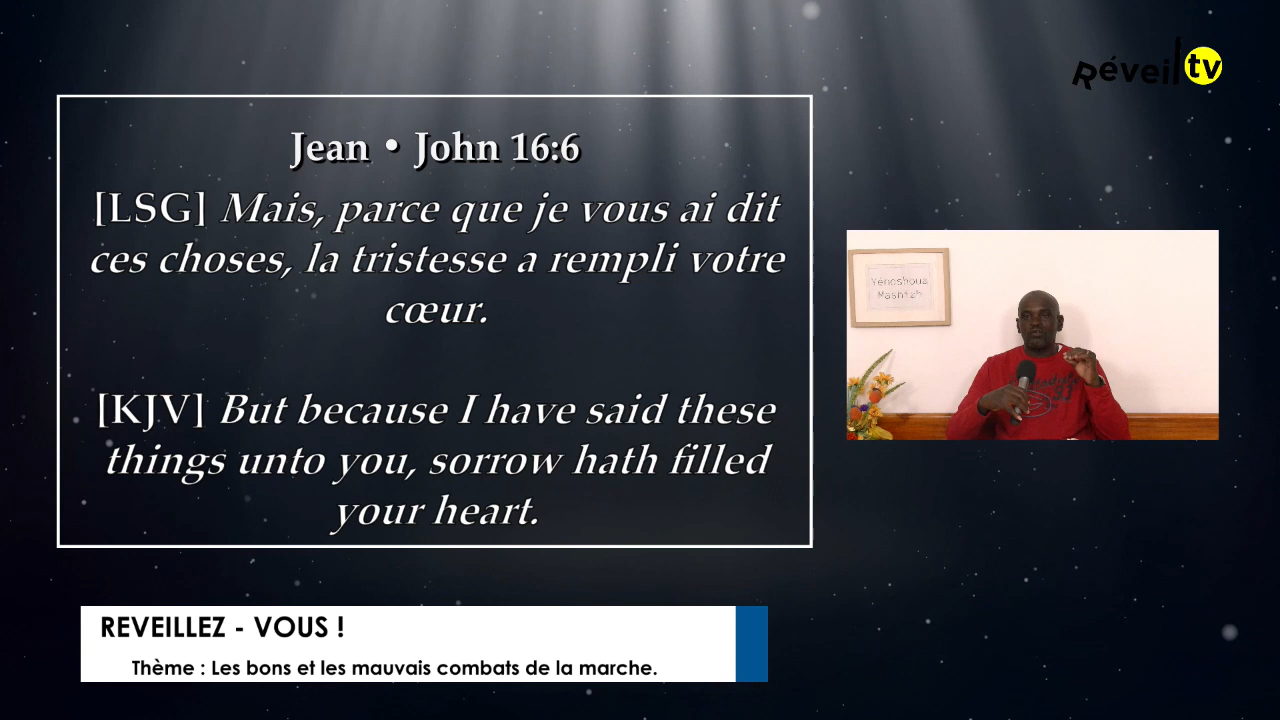 Réveil tv
Jean • John 16:6
[LSG] Mais, parce que je vous ai dit
ces choses, la tristesse a rempli votre
cœur.
[KJV] But because I have said these
things unto you, sorrow hath filled
your heart.
Yehoshoua
Mashiah
REVEILLEZ - VOUS !
Thème : Les bons et les mauvais combats de la marche.